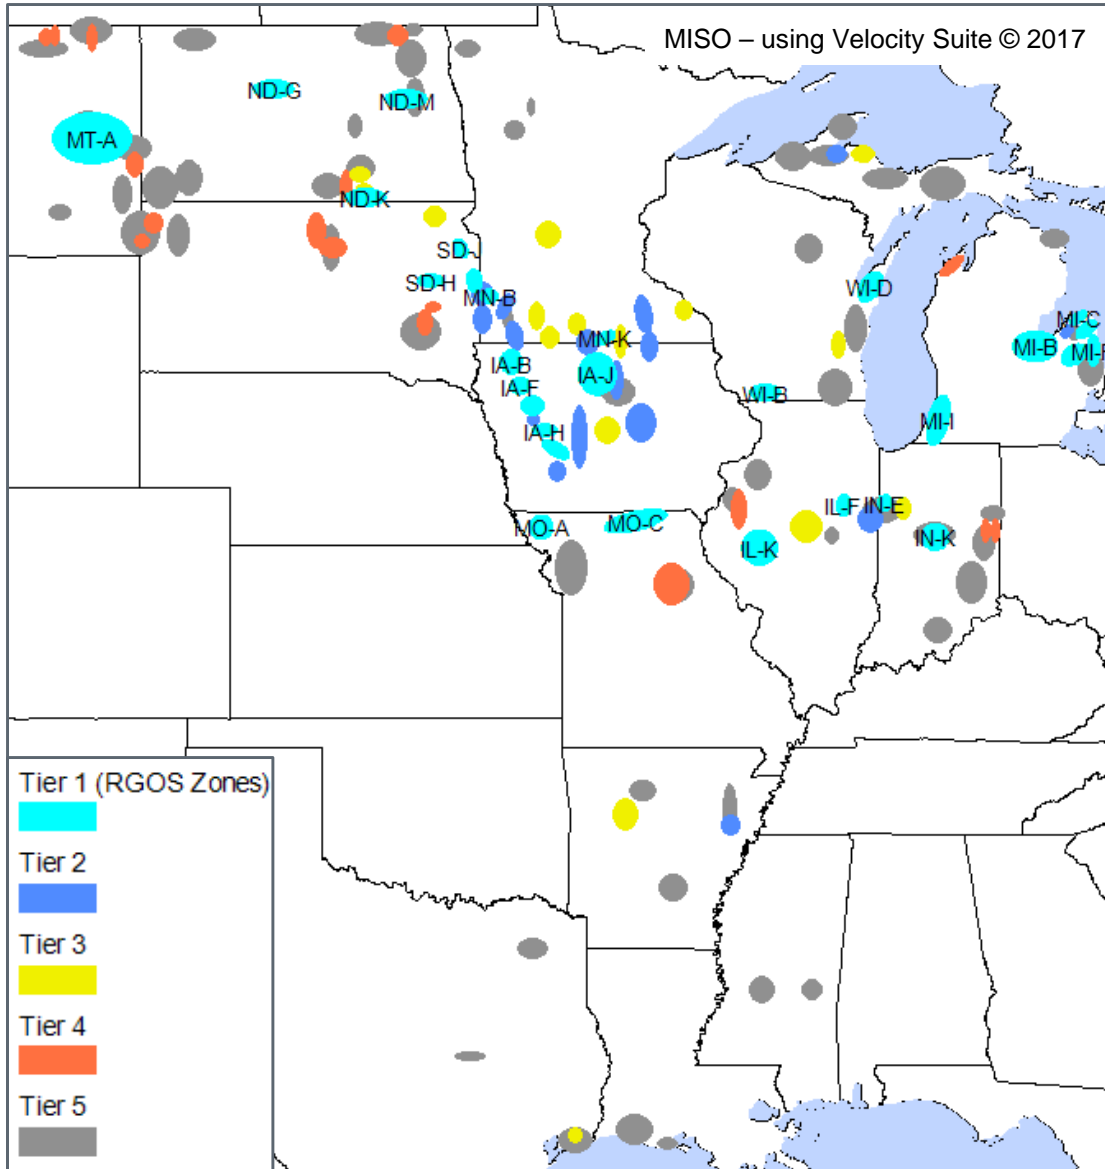 MISO – using Velocity Suite © 2017
ND-G
ND-M
MT-A
ND-K
SD-J
SD-H
MN-B
WI-D
MI-C
MN-K
MI-B
MI-F
IA-B
IA-J
IA-F
WI-B
MI-I
IA-H
IL-F
IN-E
MO-A
MO-C
IN-K
IL-K
Tier 1 (RGOS Zones)
Tier 2
Tier 3
Tier 4
Tier 5